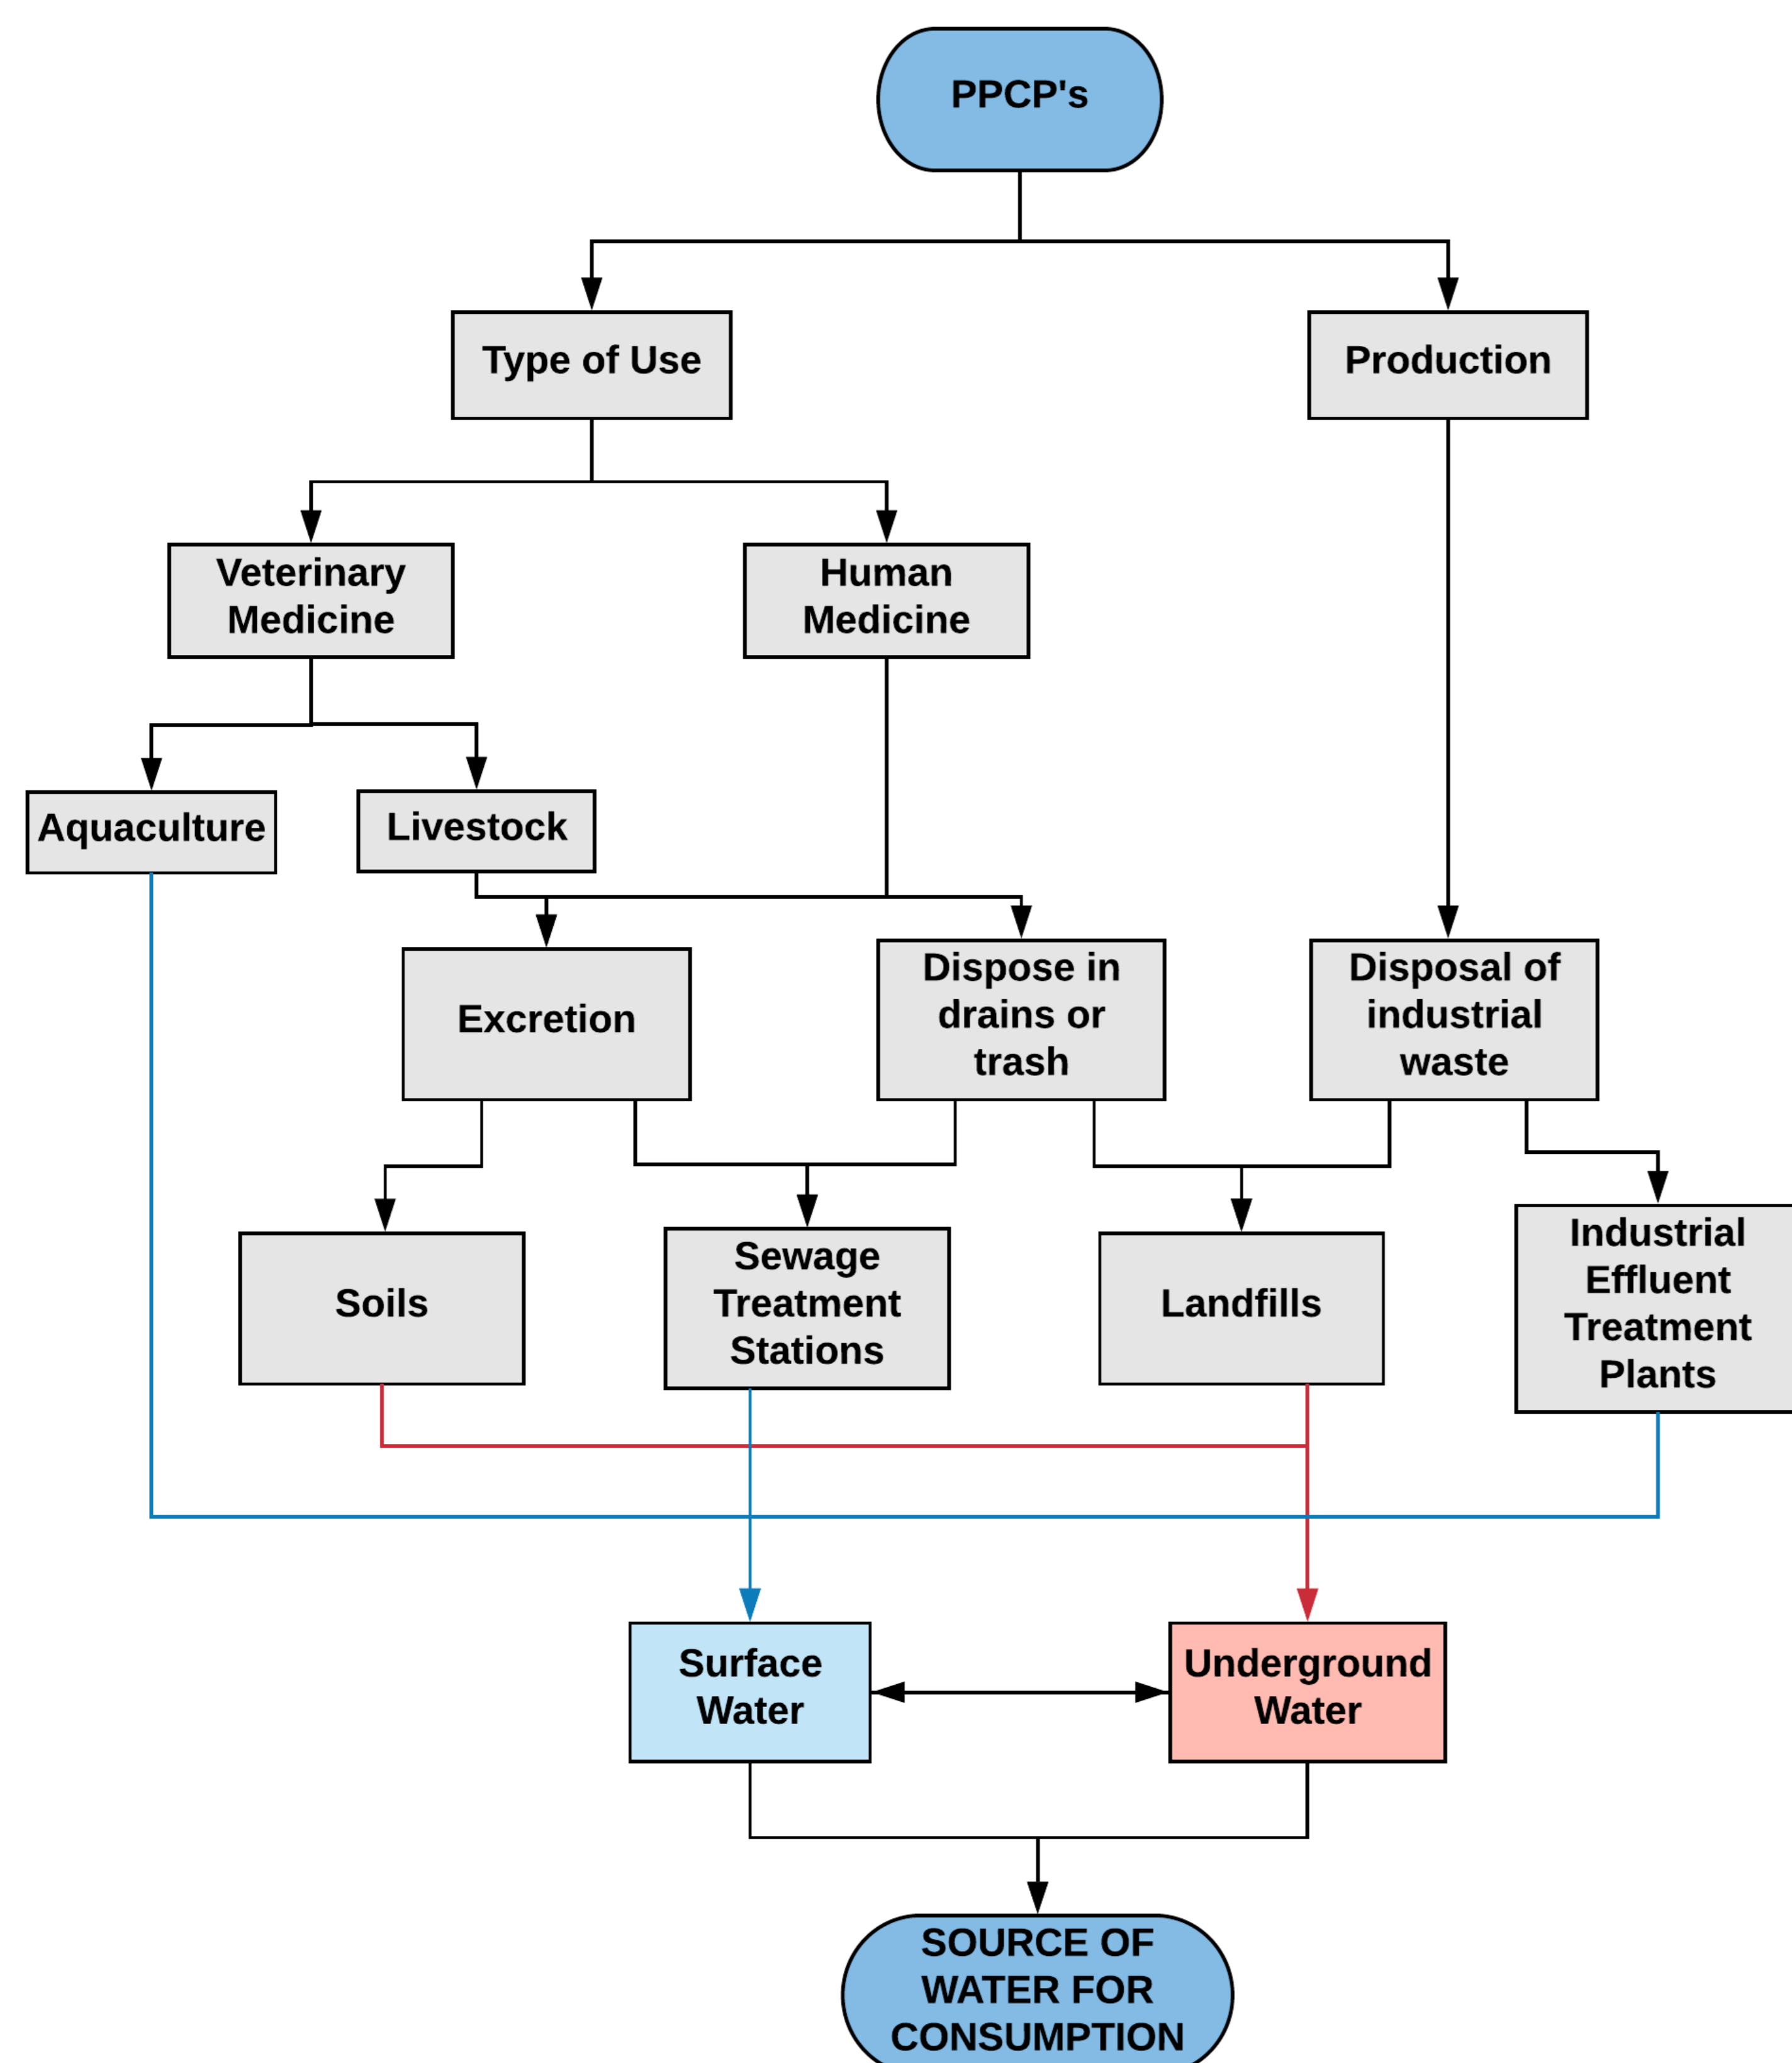 PPCP's
Type of Use
Production
Veterinary
Medicine
Human
Medicine
Aquaculture
Livestock
Excretion
Dispose in
drains or
trash
Disposal of
industrial
waste
Soils
Sewage
Treatment
Stations
Landfills
Industrial
Effluent
Treatment
Plants
Surface
Water
Underground
Water
SOURCE OF
WATER FOR
CONSUMPTION